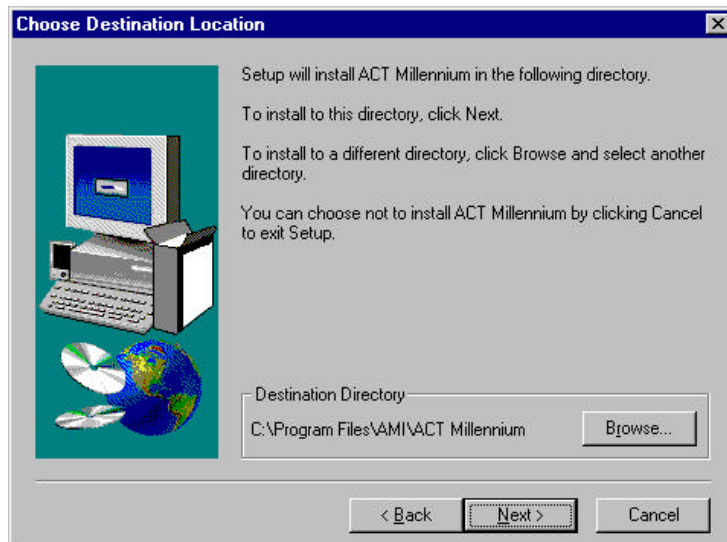 Choose Destination Location
Setup will install ACT Millennium in the following directory.
To install to this directory, click Next.
To install to a different directory, click Browse and select another
directory.
You can choose not to install ACT Millennium by clicking Cancel
to exit Setup.
Destination Directory
C:\Program Files\AMI\ACT Millennium
Browse...
< Back
Next >
Cancel